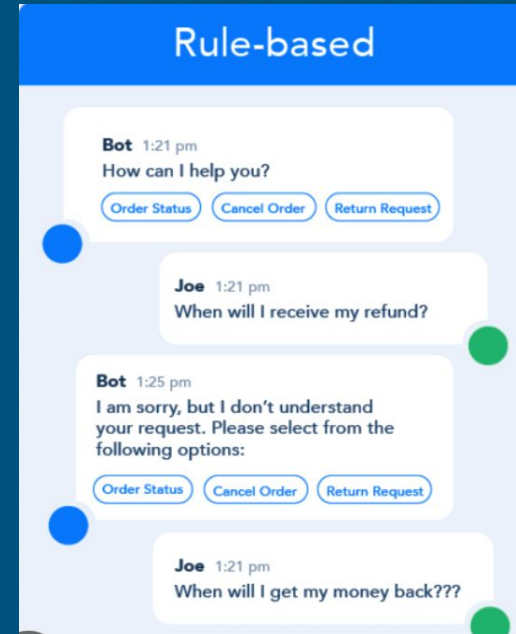 Rule-based
Bot 1:21 pm
How can I help you?
Order Status Cancel Order Return Request
Joe 1:21 pm
When will I receive my refund?
Bot 1:25 pm
I am sorry, but I don't understand
your request. Please select from the
following options:
Order Status Cancel Order Return Request
Joe 1:21 pm
When will I get my money back???